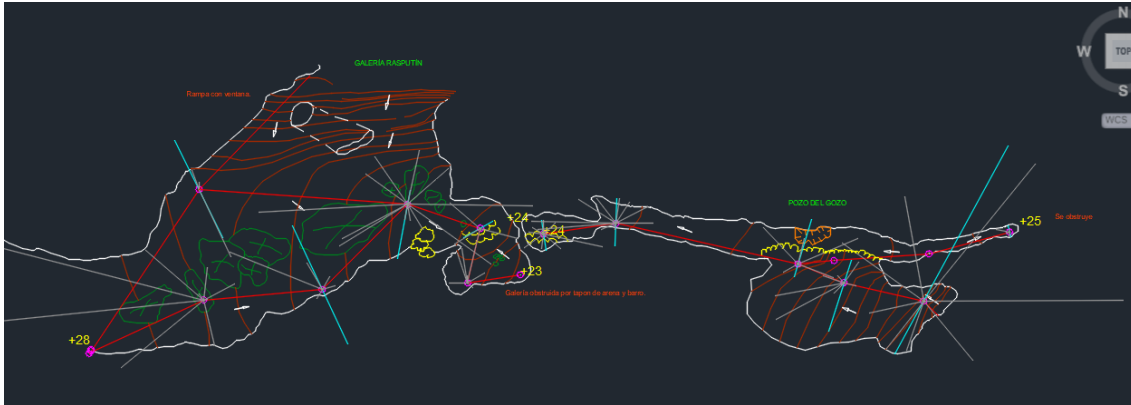 N
GALERÍA RASPUTÍN
W
TOP
S
Rampa con ventana.
WCS
POZO DEL GOZO
+24
+24
+25
Se obstruye
+23
Galería obstruida por tapon de arena y barro.
+28